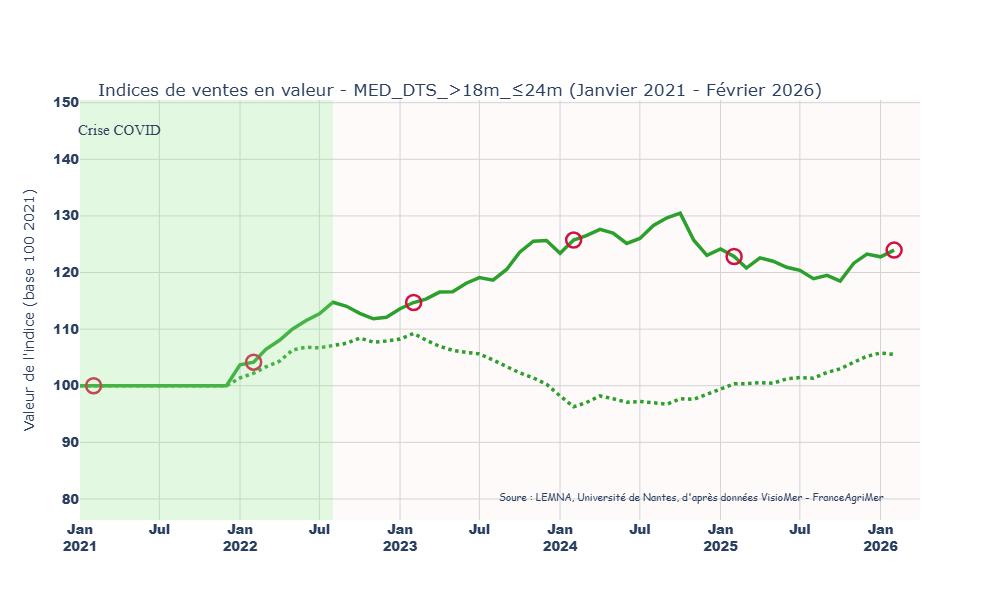 Indices de ventes en valeur - MED_DTS_>18m_≤24m (Janvier 2021 - Février 2026)
Valeur de l'indice (base 100 2021)
150
Crise COVID
140
130
120
110
100
90
80
Soure : LEMNA, Université de Nantes, d'après données VisioMer - FranceAgriMer
Jan Jul Jan Jul Jan Jul Jan Jul Jan Jul Jan
2021 2022 2023 2024 2025 2026